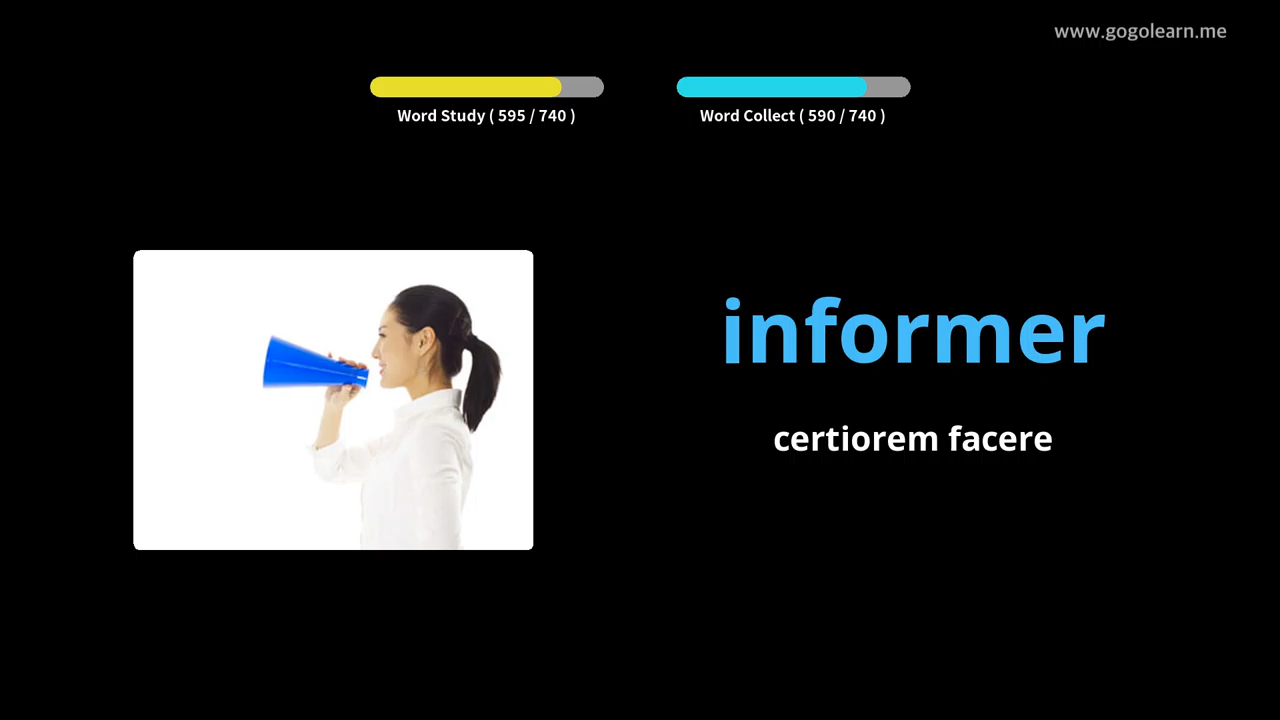 www.gogolearn.me
Word Study ( 595 / 740 )
Word Collect ( 590 / 740 )
informer
certiorem facere